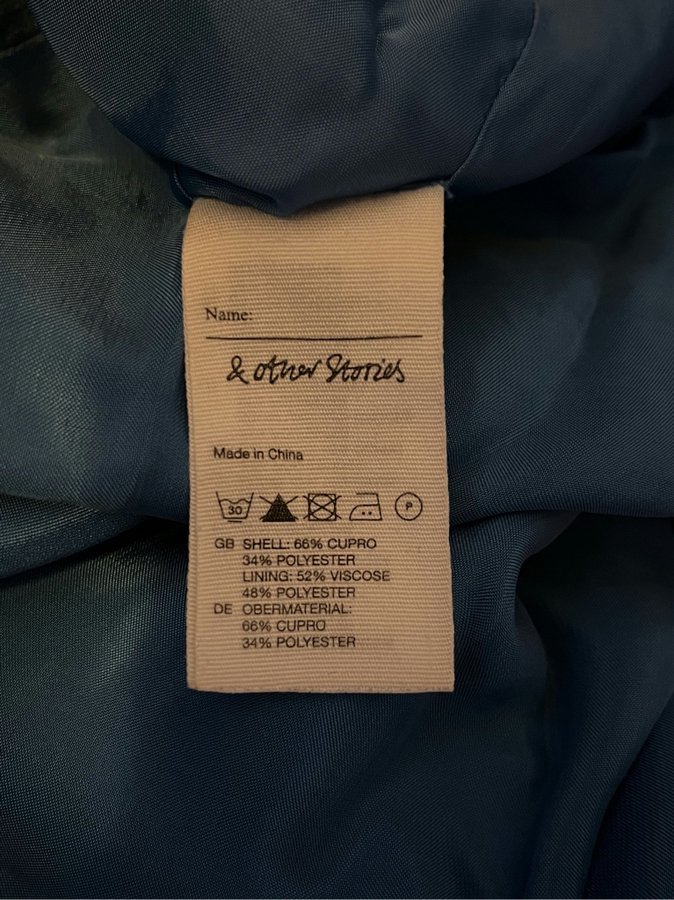 Name:
& other Stories
Made in China
30 P
GB SHELL: 66% CUPRO
34% POLYESTER
LINING: 52% VISCOSE
48% POLYESTER
DE OBERMATERIAL:
66% CUPRO
34% POLYESTER